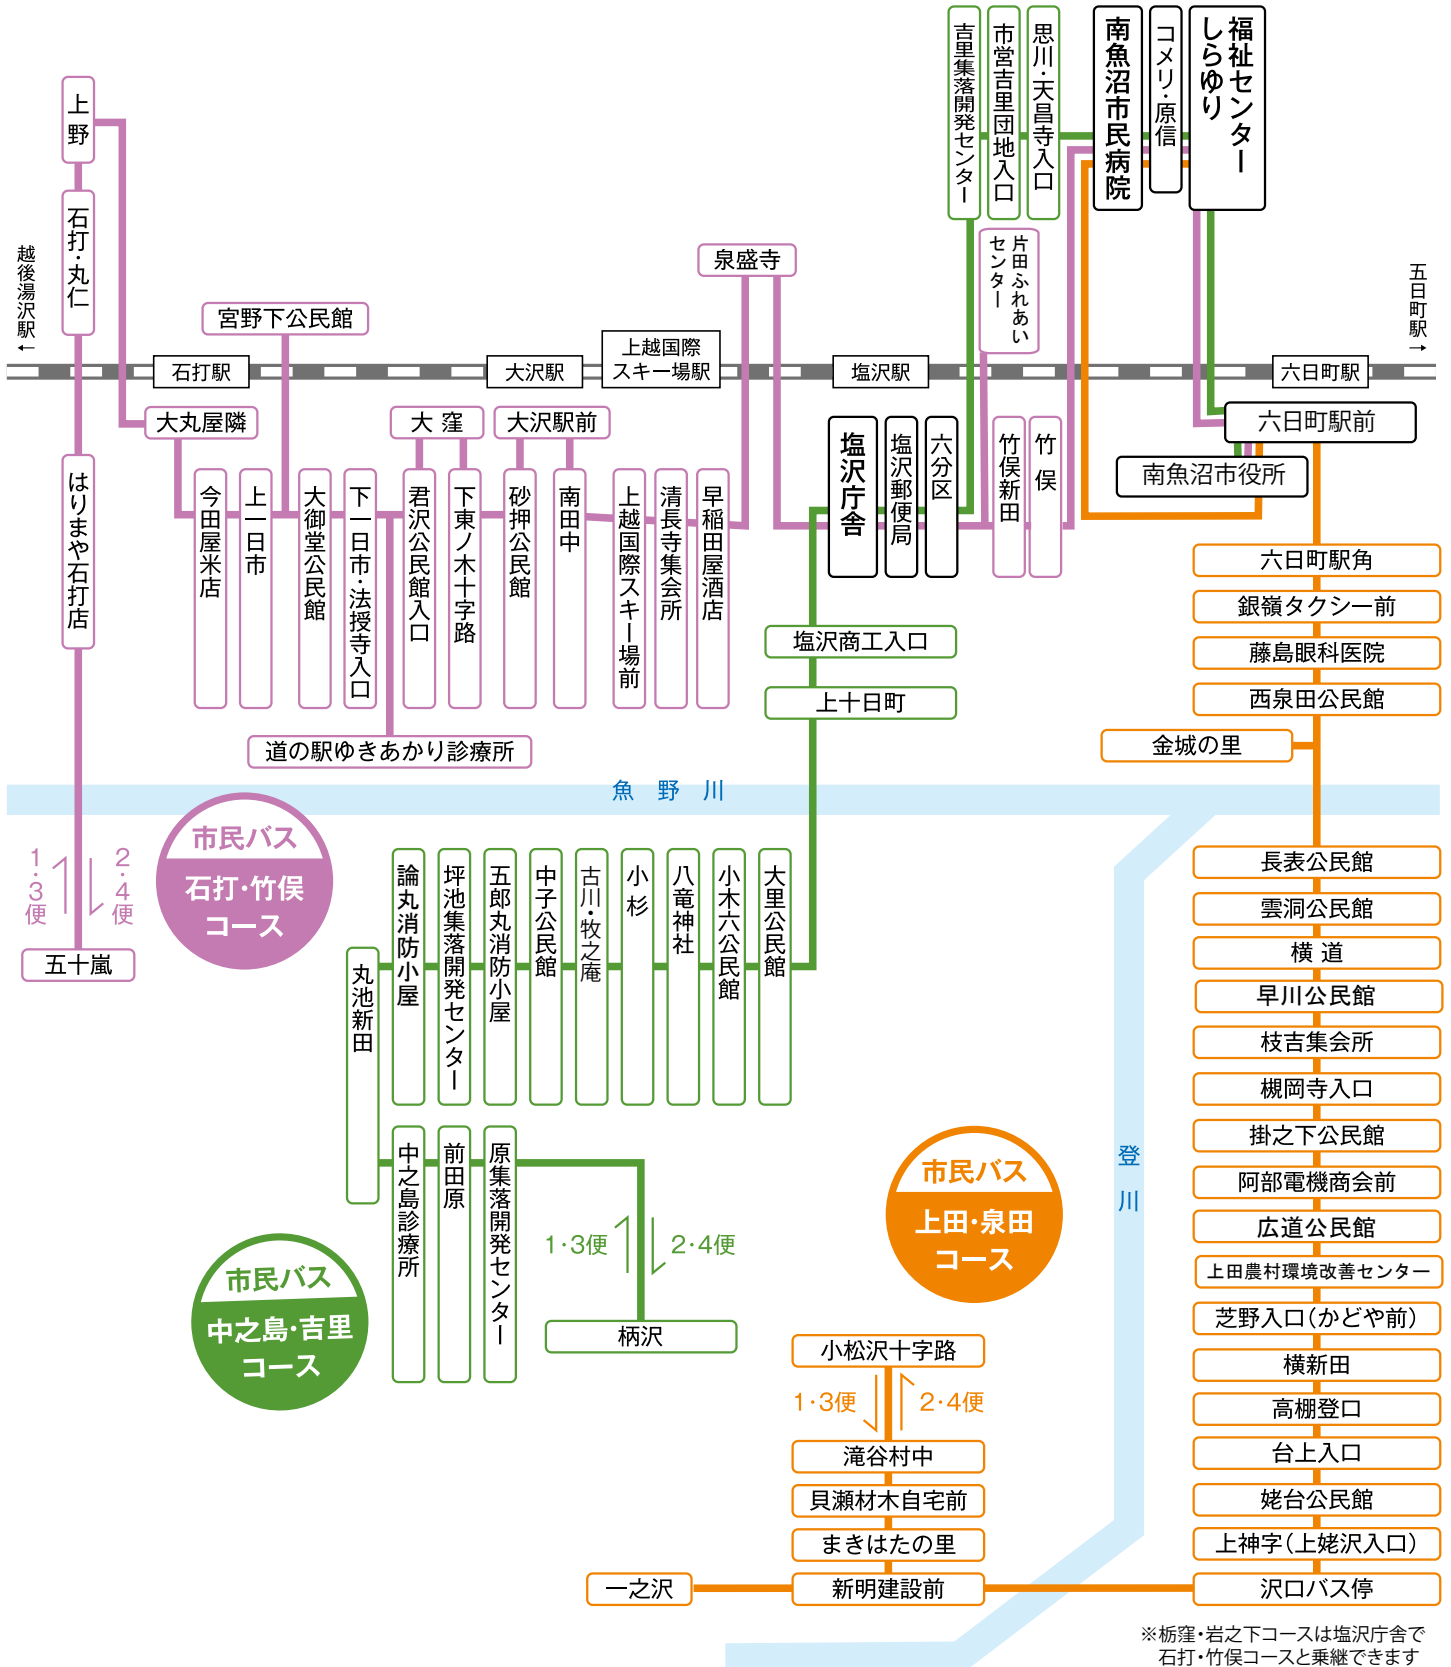 吉里集落開発センター
市営吉里団地入口
思川・天昌寺入口
南魚沼市民病院
コメリ・原信
福祉センター
しらゆり
上野
石打・丸仁
越後湯沢駅←
宮野下公民館
泉盛寺
片田ふれあい
センター
五日町駅→
石打駅
大沢駅
上越国際
スキー場駅
塩沢駅
六日町駅
大丸屋隣
大窪
大沢駅前
六日町駅前
南魚沼市役所
はりまや石打店
今田屋米店
上一日市
大御堂公民館
下一日市・法授寺入口
君沢公民館入口
下東ノ木十字路
砂押公民館
南田中
上越国際スキー場前
清長寺集会所
早稲田屋酒店
塩沢庁舎
塩沢郵便局
六分区
竹俣新田
竹俣
道の駅ゆきあかり診療所
塩沢商工入口
上十日町
六日町駅角
銀嶺タクシー前
藤島眼科医院
西泉田公民館
金城の里
魚野川
市民バス
石打・竹俣
コース
1・3便
2・4便
五十嵐
丸池新田
論丸消防小屋
坪池集落開発センター
五郎丸消防小屋
中子公民館
古川・牧之庵
小杉
八竜神社
小木六公民館
大里公民館
中之島診療所
前田原
原集落開発センター
1・3便
2・4便
柄沢
市民バス
中之島・吉里
コース
市民バス
上田・泉田
コース
登川
長表公民館
雲洞公民館
横道
早川公民館
枝吉集会所
槻岡寺入口
掛之下公民館
阿部電機商会前
広道公民館
上田農村環境改善センター
芝野入口(かどや前)
横新田
高棚登口
台上入口
姥台公民館
上神字(上姥沢入口)
沢口バス停
小松沢十字路
1・3便
2・4便
滝谷村中
貝瀬材木自宅前
まきはたの里
新明建設前
一之沢
※栃窪・岩之下コースは塩沢庁舎で
石打・竹俣コースと乗継できます